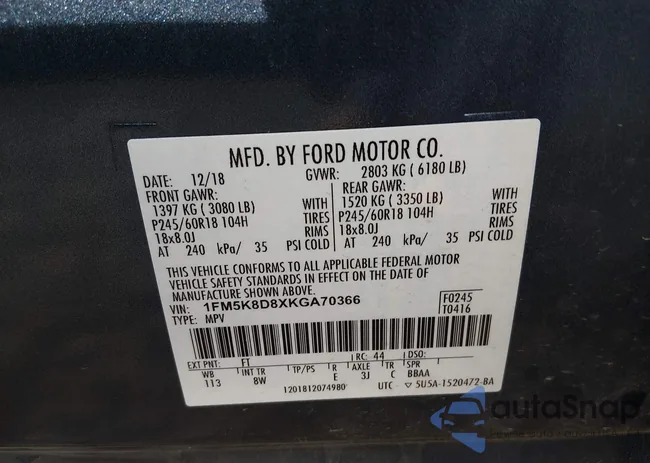 MFD. BY FORD MOTOR CO.
DATE: 12/18 GVWR: 2803 KG ( 6180 LB)
FRONT GAWR: REAR GAWR:
1397 KG ( 3080 LB) WITH 1520 KG ( 3350 LB) WITH
P245/60R18 104H TIRES P245/60R18 104H TIRES
18x8.0J RIMS 18x8.0J RIMS
AT 240 kPa/ 35 PSI COLD AT 240 kPa/ 35 PSI COLD
THIS VEHICLE CONFORMS TO ALL APPLICABLE FEDERAL MOTOR
VEHICLE SAFETY STANDARDS IN EFFECT ON THE DATE OF
MANUFACTURE SHOWN ABOVE.
VIN: 1FM5K8D8XKGA70366 F0245
TYPE: MPV T0416
EXT PNT: FT RC: 44 DSO:
WB INT TR TP/PS R AXLE TR SPR
113 8W E 3J C BBAA
1201812074980 UTC ▽ 5U5A-1520472-BA
autoSnap